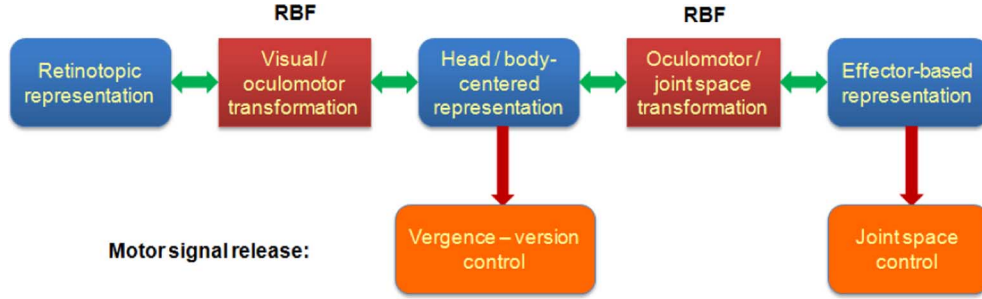 RBF
RBF
Retinotopic
representation
Visual /
oculomotor
transformation
Head / body-
centered
representation
Oculomotor /
joint space
transformation
Effector-based
representation
Motor signal release:
Vergence – version
control
Joint space
control